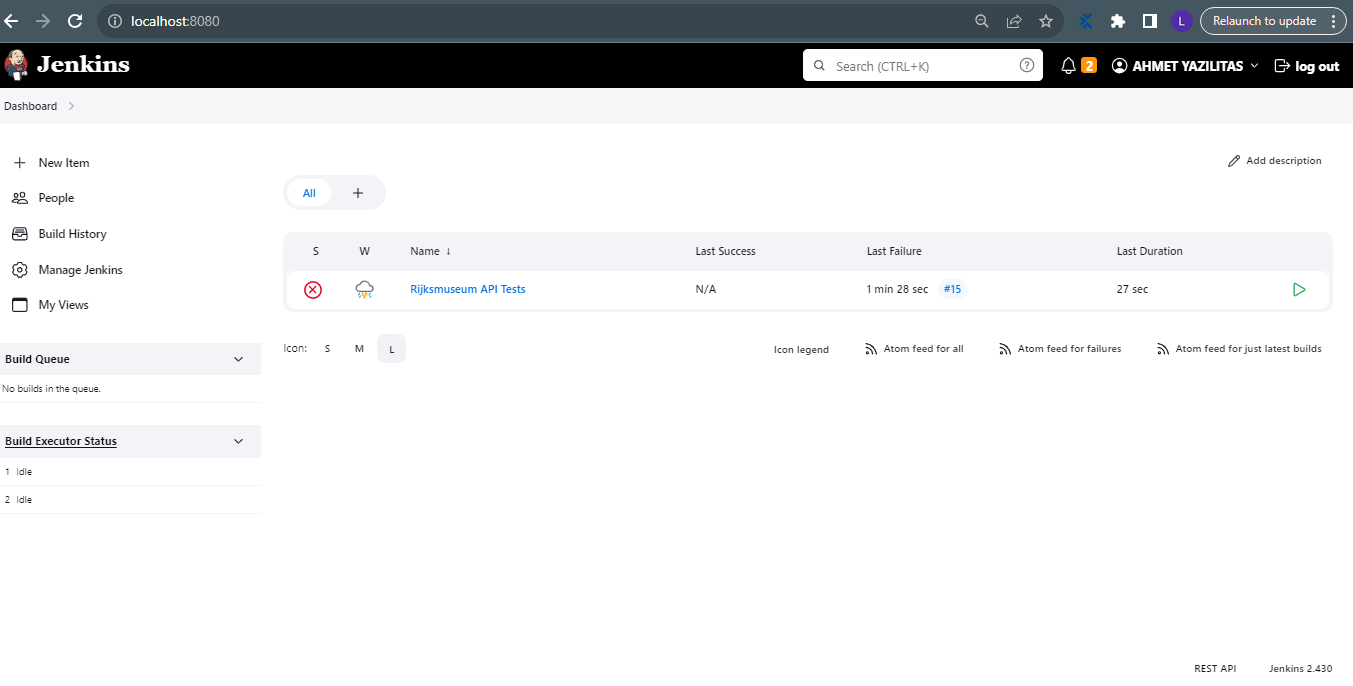 localhost:8080
L
Relaunch to update
Jenkins
Search (CTRL+K)
2
AHMET YAZILITAS
log out
Dashboard
New Item
People
Build History
Manage Jenkins
My Views
Build Queue
No builds in the queue.
Build Executor Status
1 Idle
2 Idle
Add description
All
S W Name ↓ Last Success Last Failure Last Duration
Rijksmuseum API Tests N/A 1 min 28 sec #15 27 sec
Icon: S M L
Icon legend Atom feed for all Atom feed for failures Atom feed for just latest builds
REST API Jenkins 2.430